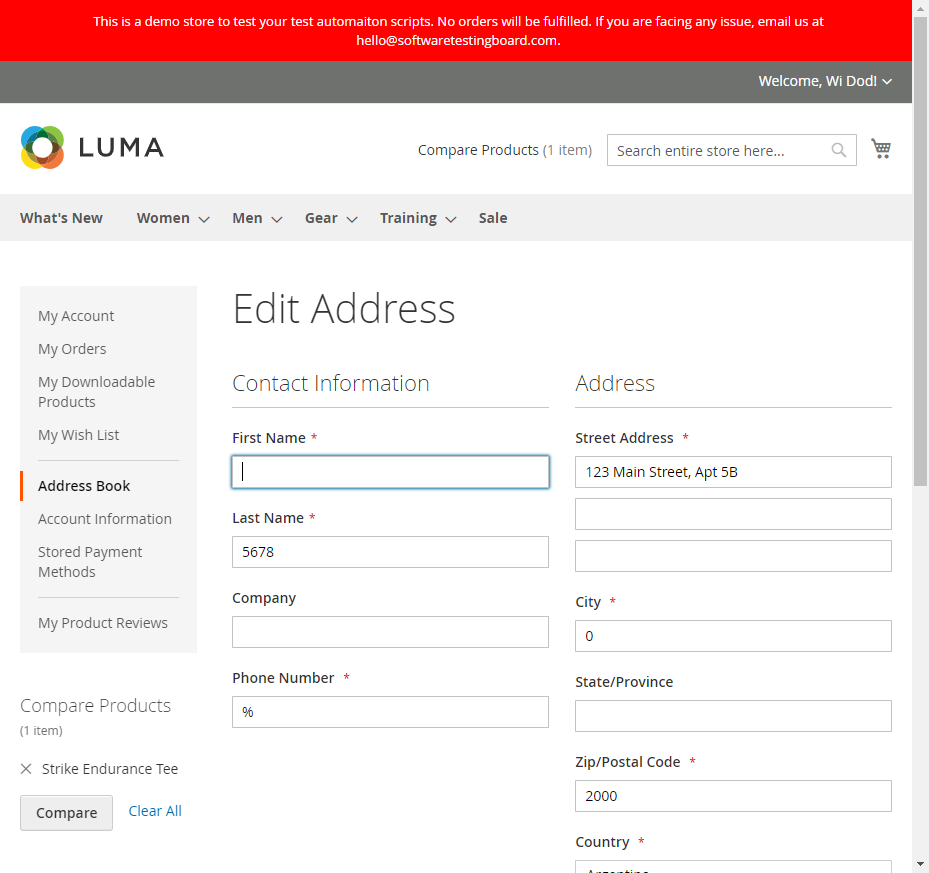 This is a demo store to test your test automaiton scripts. No orders will be fulfilled. If you are facing any issue, email us at
hello@softwaretestingboard.com.
Welcome, Wi Dod!
LUMA
Compare Products (1 item)
Search entire store here...
What's New
Women
Men
Gear
Training
Sale
My Account
My Orders
My Downloadable
Products
My Wish List
Address Book
Account Information
Stored Payment
Methods
My Product Reviews
Compare Products
(1 item)
Strike Endurance Tee
Compare
Clear All
Edit Address
Contact Information
First Name *
Last Name *
5678
Company
Phone Number *
%
Address
Street Address *
123 Main Street, Apt 5B
City *
0
State/Province
Zip/Postal Code *
2000
Country *
Argentina